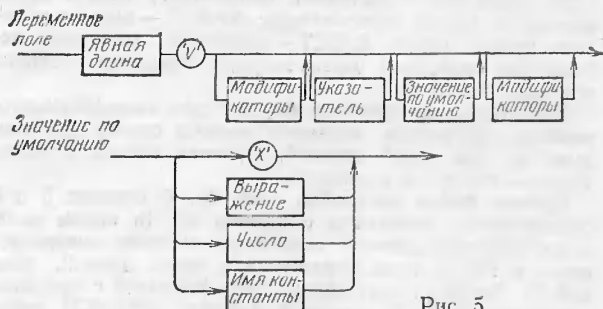 Переменное
поле
Явная
длина
'V'
Модифи-
каторы
Указа-
тель
Значение
по умол-
чанию
Модифи-
каторы
Значение по
умолчанию
'X'
Выра-
жение
Число
Имя кон-
станты
Рис. 5